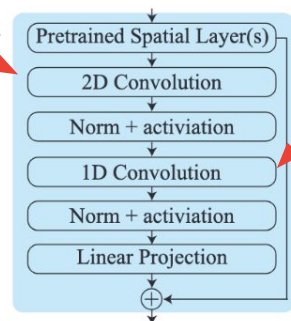 Pretrained Spatial Layer(s)
2D Convolution
Norm + activiation
1D Convolution
Norm + activiation
Linear Projection